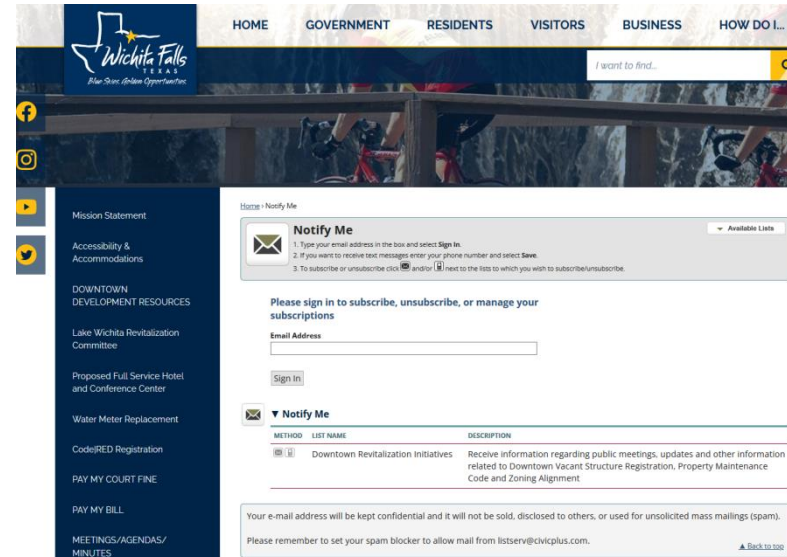 HOME GOVERNMENT RESIDENTS VISITORS BUSINESS HOW DO I...
Wichita Falls
TEXAS
Blue Skies. Golden Opportunities.
I want to find...
Mission Statement
Accessibility &
Accommodations
DOWNTOWN
DEVELOPMENT RESOURCES
Lake Wichita Revitalization
Committee
Proposed Full Service Hotel
and Conference Center
Water Meter Replacement
Code|RED Registration
PAY MY COURT FINE
PAY MY BILL
MEETINGS/AGENDAS/
MINUTES
Home › Notify Me
Notify Me
Available Lists
1. Type your email address in the box and select Sign In.
2. If you want to receive text messages enter your phone number and select Save.
3. To subscribe or unsubscribe click and/or next to the lists to which you wish to subscribe/unsubscribe.
Please sign in to subscribe, unsubscribe, or manage your
subscriptions
Email Address
Sign In
▼ Notify Me
METHOD LIST NAME DESCRIPTION
Downtown Revitalization Initiatives Receive information regarding public meetings, updates and other information
related to Downtown Vacant Structure Registration, Property Maintenance
Code and Zoning Alignment
Your e-mail address will be kept confidential and it will not be sold, disclosed to others, or used for unsolicited mass mailings (spam).
Please remember to set your spam blocker to allow mail from listserv@civicplus.com.
▲ Back to top